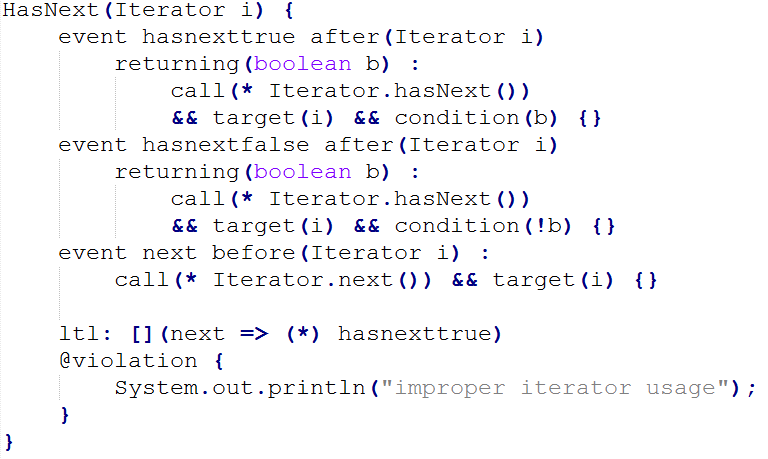 HasNext(Iterator i) {
    event hasnexttrue after(Iterator i)
        returning(boolean b) :
            call(* Iterator.hasNext())
            && target(i) && condition(b) {}
    event hasnextfalse after(Iterator i)
        returning(boolean b) :
            call(* Iterator.hasNext())
            && target(i) && condition(!b) {}
    event next before(Iterator i) :
        call(* Iterator.next()) && target(i) {}

    ltl: [](next => (*) hasnexttrue)
    @violation {
        System.out.println("improper iterator usage");
    }
}